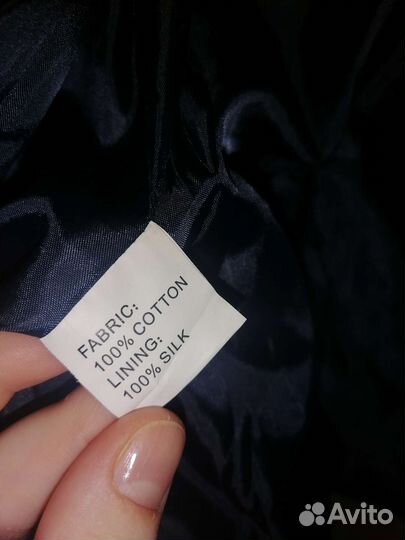 FABRIC:
100% COTTON
LINING:
100% SILK
Avito